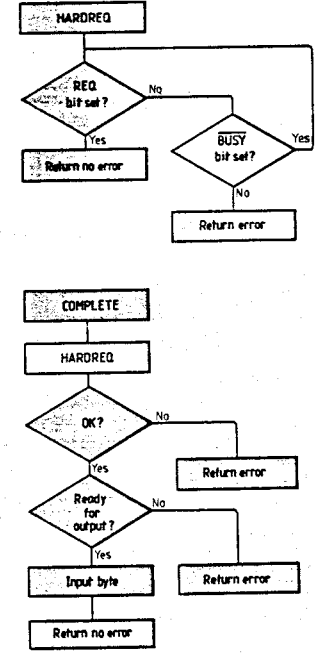 HARDREQ
REQ
bit set?
No
Yes
BUSY
bit set?
Yes
Return no error
No
Return error
COMPLETE
HARDREQ
OK?
No
Yes
Return error
Ready
for
output?
No
Yes
Input byte
Return error
Return no error